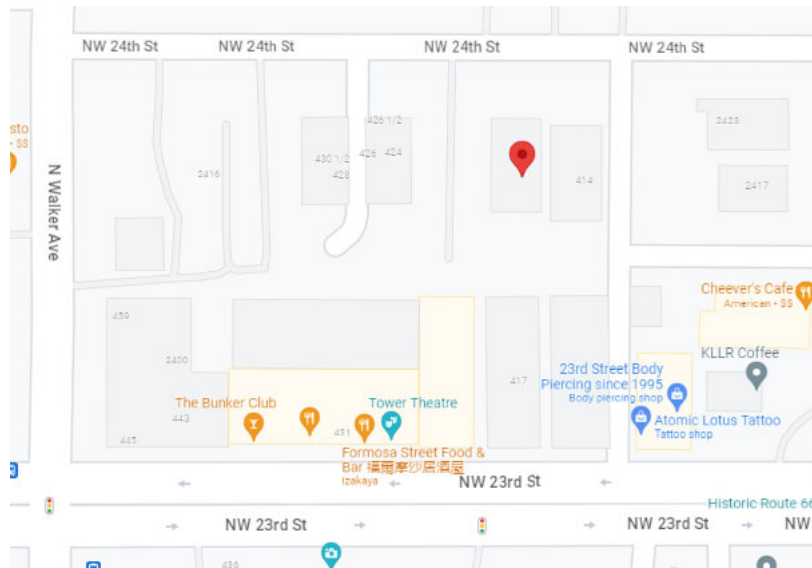 NW 24th St
NW 24th St
NW 24th St
NW 24th St
sto
- $$
N Walker Ave
426 1/2
430 1/2
426
424
428
2416
414
2423
2417
Cheever's Cafe
American • $$
KLLR Coffee
23rd Street Body
Piercing since 1995
Body piercing shop
Atomic Lotus Tattoo
Tattoo shop
459
2400
443
445
417
The Bunker Club
431
Tower Theatre
Formosa Street Food &
Bar 福爾摩沙居酒屋
Izakaya
NW 23rd St
Historic Route 66
NW 23rd St
NW 23rd St
NW
436